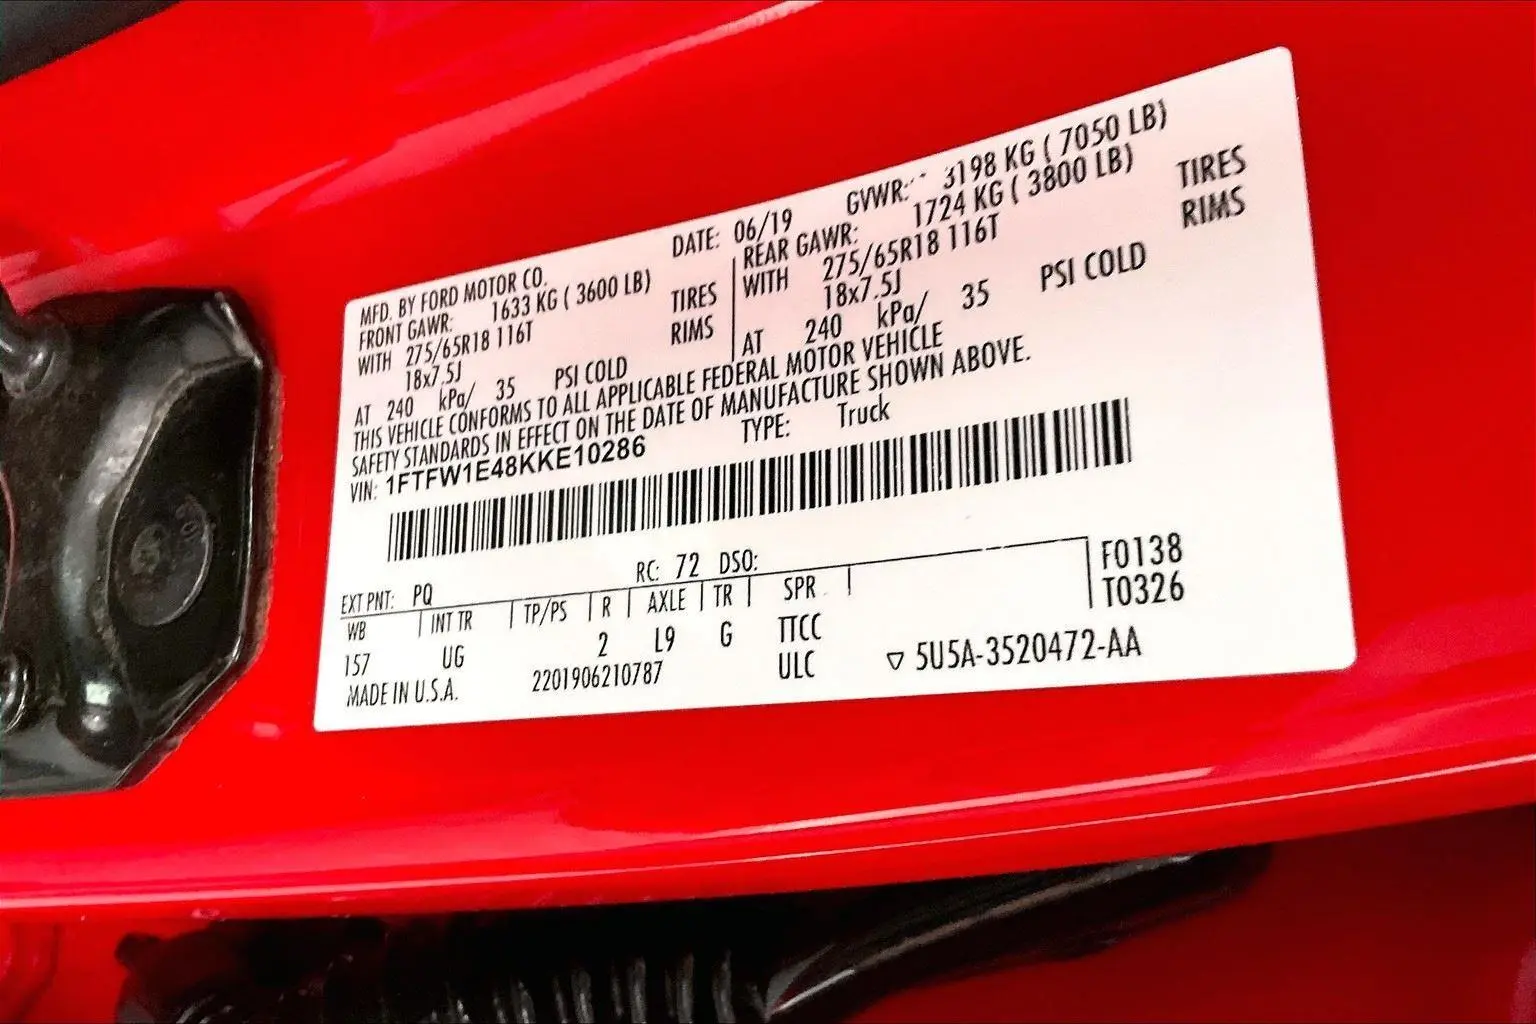 MFD. BY FORD MOTOR CO.
DATE: 06/19
GVWR: 3198 KG ( 7050 LB)
FRONT GAWR: 1633 KG ( 3600 LB)
REAR GAWR: 1724 KG ( 3800 LB)
WITH 275/65R18 116T TIRES
WITH 275/65R18 116T TIRES
18x7.5J RIMS
18x7.5J RIMS
AT 240 kPa/ 35 PSI COLD
AT 240 kPa/ 35 PSI COLD
THIS VEHICLE CONFORMS TO ALL APPLICABLE FEDERAL MOTOR VEHICLE
SAFETY STANDARDS IN EFFECT ON THE DATE OF MANUFACTURE SHOWN ABOVE.
VIN: 1FTFW1E48KKE10286
TYPE: Truck
EXT PNT: PQ RC: 72 DSO:
F0138
T0326
WB INT TR TP/PS R AXLE TR SPR
157 UG 2 L9 G TTCC
ULC
MADE IN U.S.A. 2201906210787
▽ 5U5A-3520472-AA